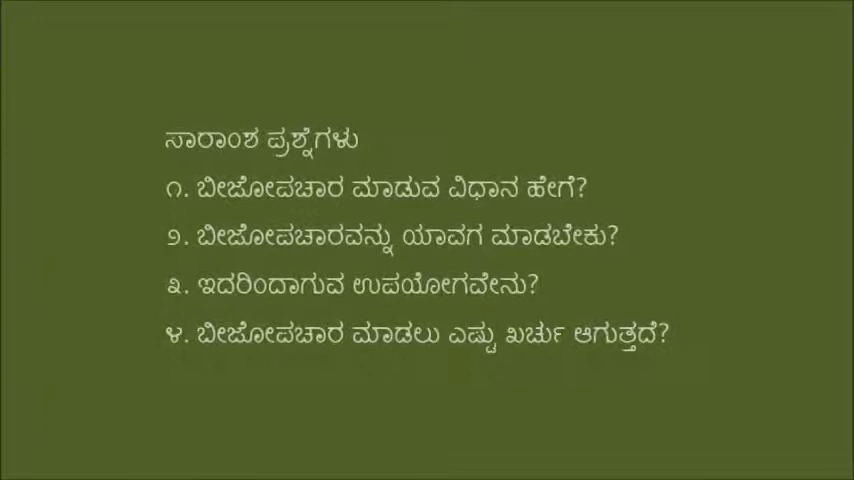 ಸಾರಾಂಶ ಪ್ರಶ್ನೆಗಳು
೧. ಬೀಜೋಪಚಾರ ಮಾಡುವ ವಿಧಾನ ಹೇಗೆ?
೨. ಬೀಜೋಪಚಾರವನ್ನು ಯಾವಗ ಮಾಡಬೇಕು?
೩. ಇದರಿಂದಾಗುವ ಉಪಯೋಗವೇನು?
೪. ಬೀಜೋಪಚಾರ ಮಾಡಲು ಎಷ್ಟು ಖರ್ಚು ಆಗುತ್ತದೆ?